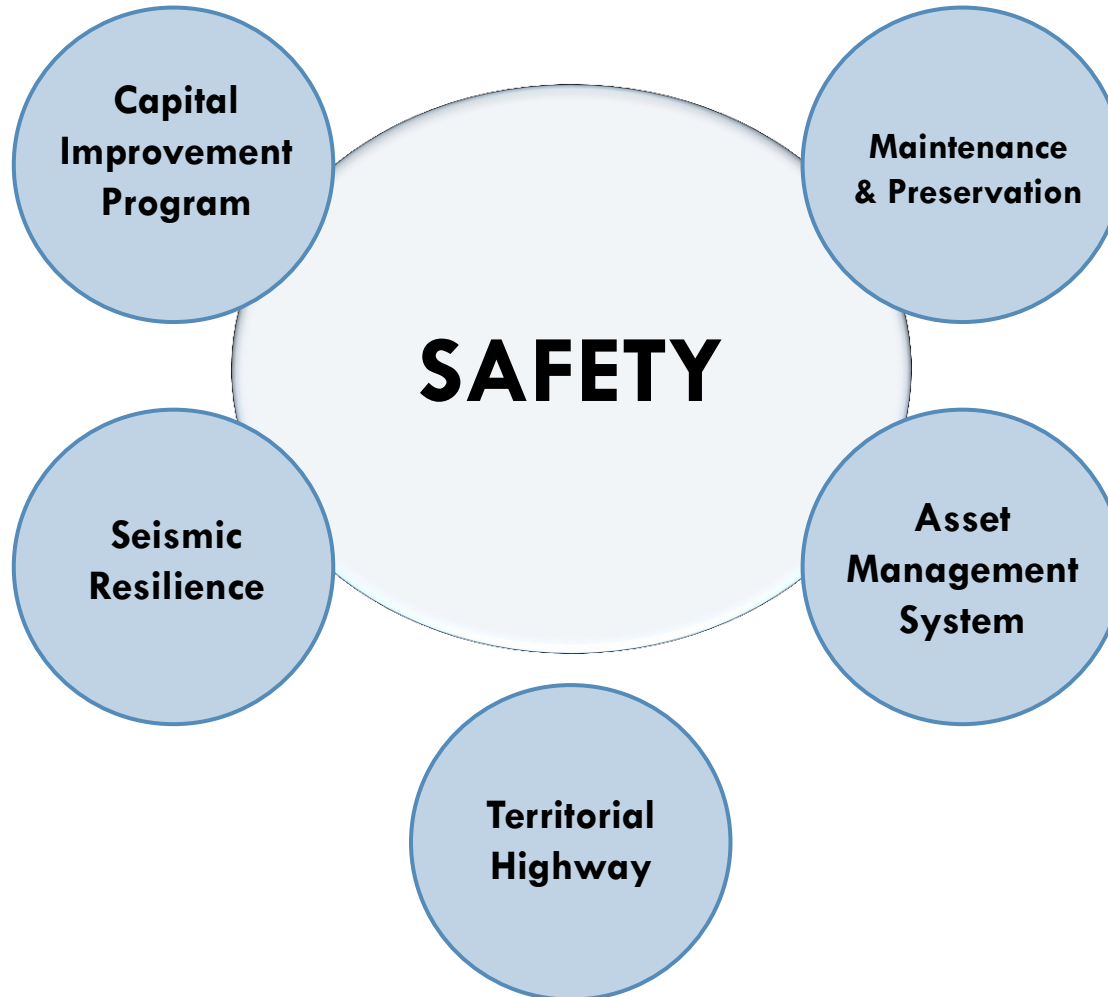 Capital
Improvement
Program
Maintenance
& Preservation
SAFETY
Seismic
Resilience
Asset
Management
System
Territorial
Highway